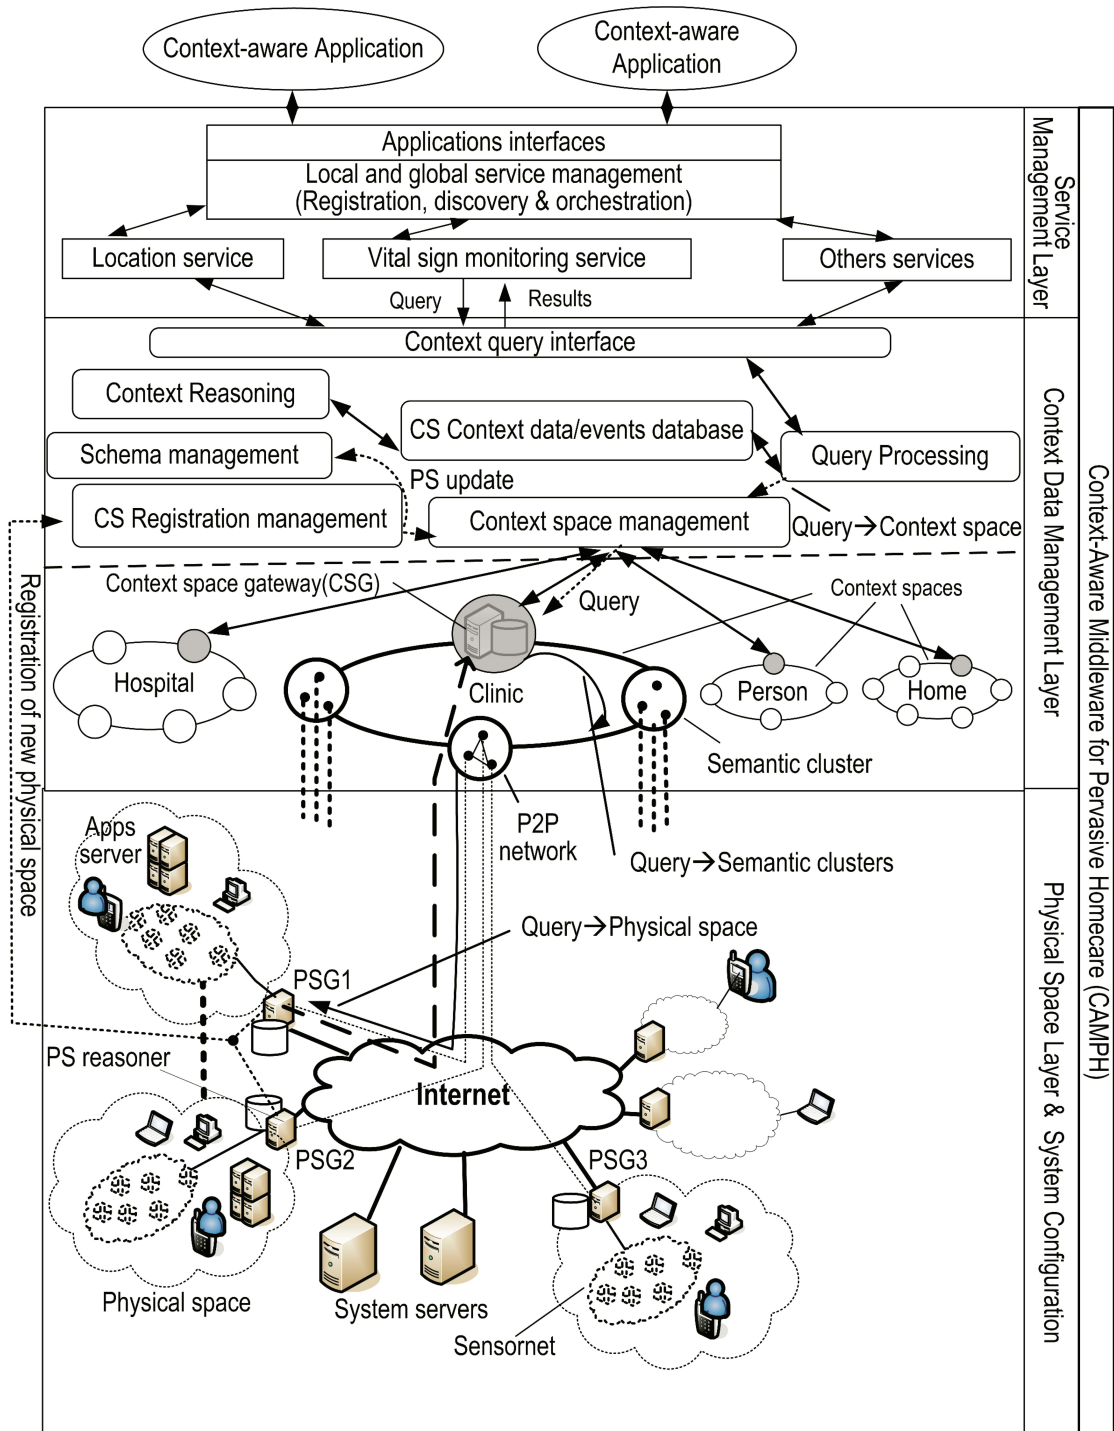 Context-aware Application
Context-aware
Application
Applications interfaces
Local and global service management
(Registration, discovery & orchestration)
Location service
Vital sign monitoring service
Others services
Query
Results
Service
Management Layer
Context query interface
Context Reasoning
CS Context data/events database
Schema management
Query Processing
PS update
CS Registration management
Context space management
Query→Context space
Context space gateway(CSG)
Query
Context spaces
Hospital
Clinic
Person
Home
Semantic cluster
Context Data Management Layer
Registration of new physical
space
P2P
network
Apps
server
Query→Semantic clusters
Query→Physical space
PSG1
PS reasoner
Internet
PSG2
PSG3
Physical space
System servers
Sensornet
Physical Space Layer & System Configuration
Context-Aware Middleware for Pervasive Homecare (CAMPH)